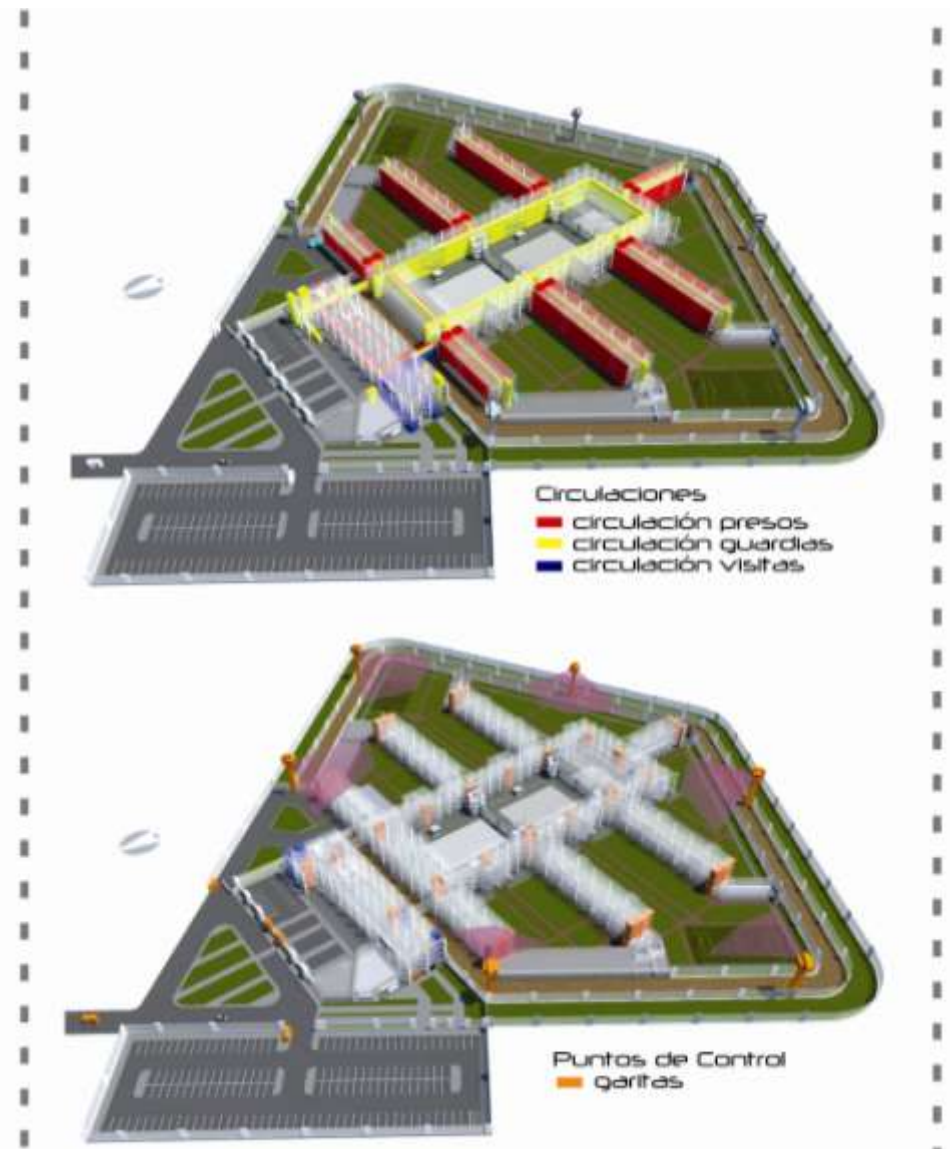 Circulaciones
circulación presos
circulación guardias
circulación visitas
Puntos de Control
garitas